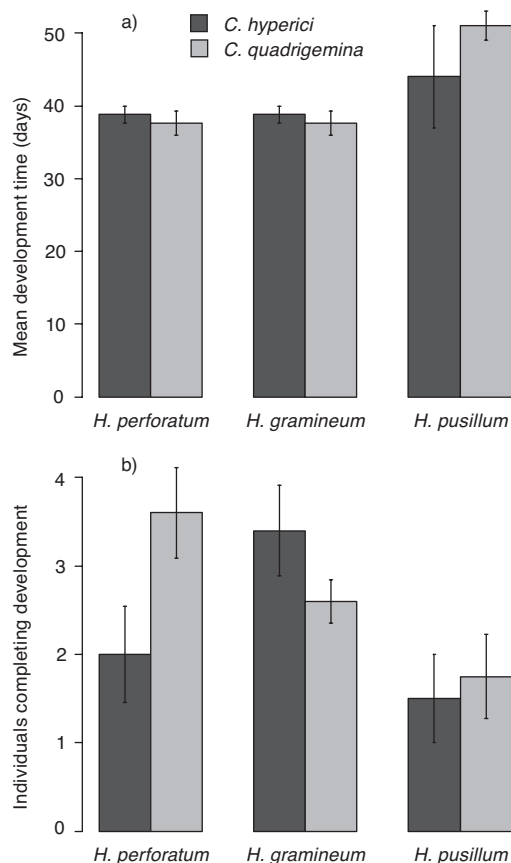 a)
C. hyperici
C. quadrigemina
Mean development time (days)
50
40
30
20
10
0
H. perforatum H. gramineum H. pusillum
b)
Individuals completing development
4
3
2
1
0
H. perforatum H. gramineum H. pusillum